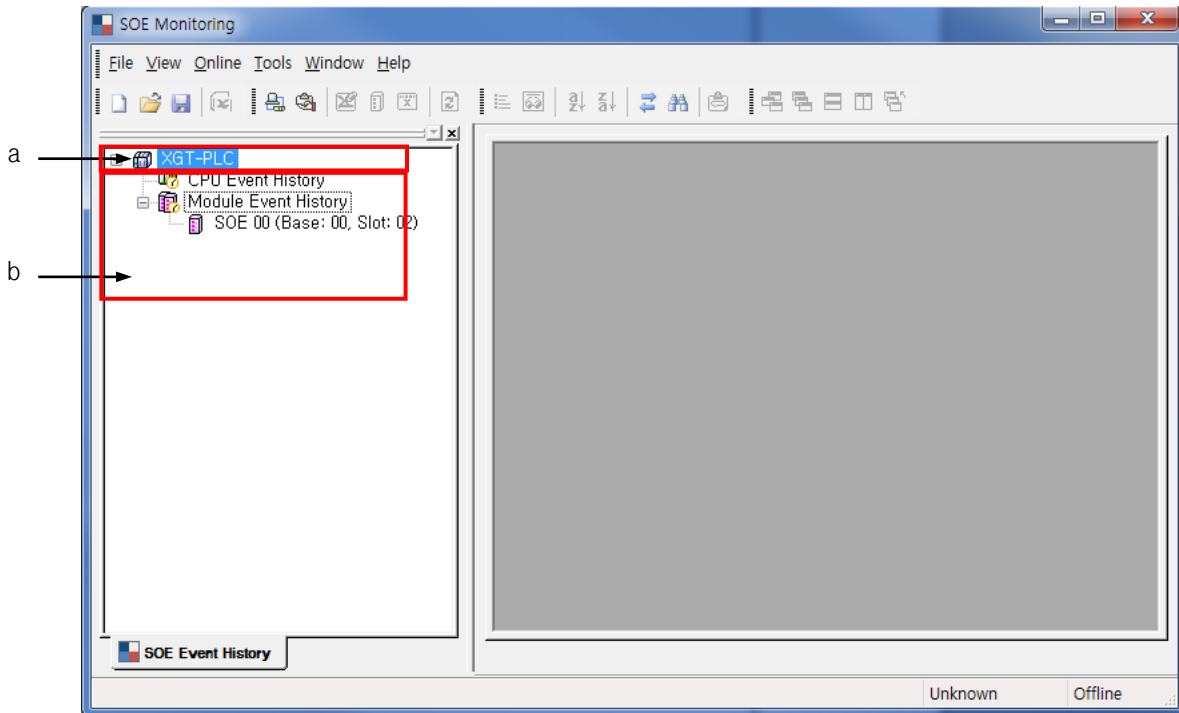 SOE Monitoring
File View Online Tools Window Help
a
XGT-PLC
CPU Event History
Module Event History
SOE 00 (Base: 00, Slot: 02)
b
SOE Event History
Unknown Offline